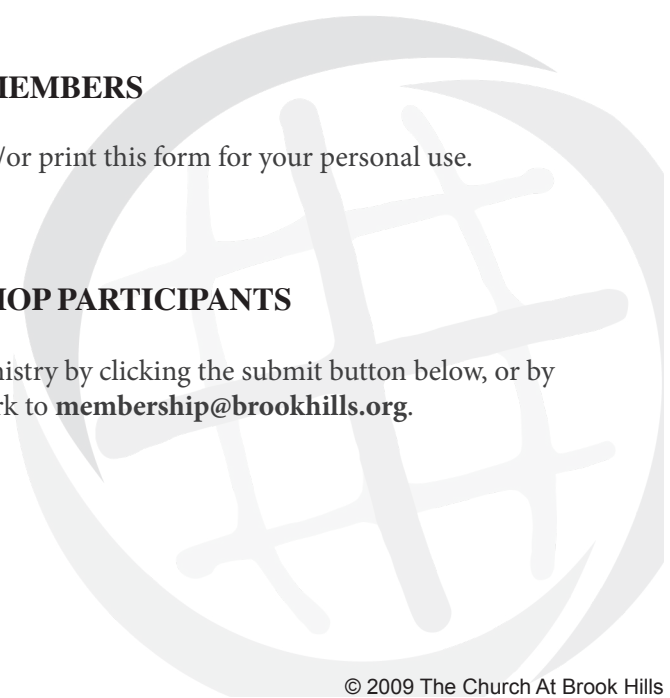 MEMBERS
/or print this form for your personal use.
HOP PARTICIPANTS
nistry by clicking the submit button below, or by
rk to membership@brookhills.org.
© 2009 The Church At Brook Hills